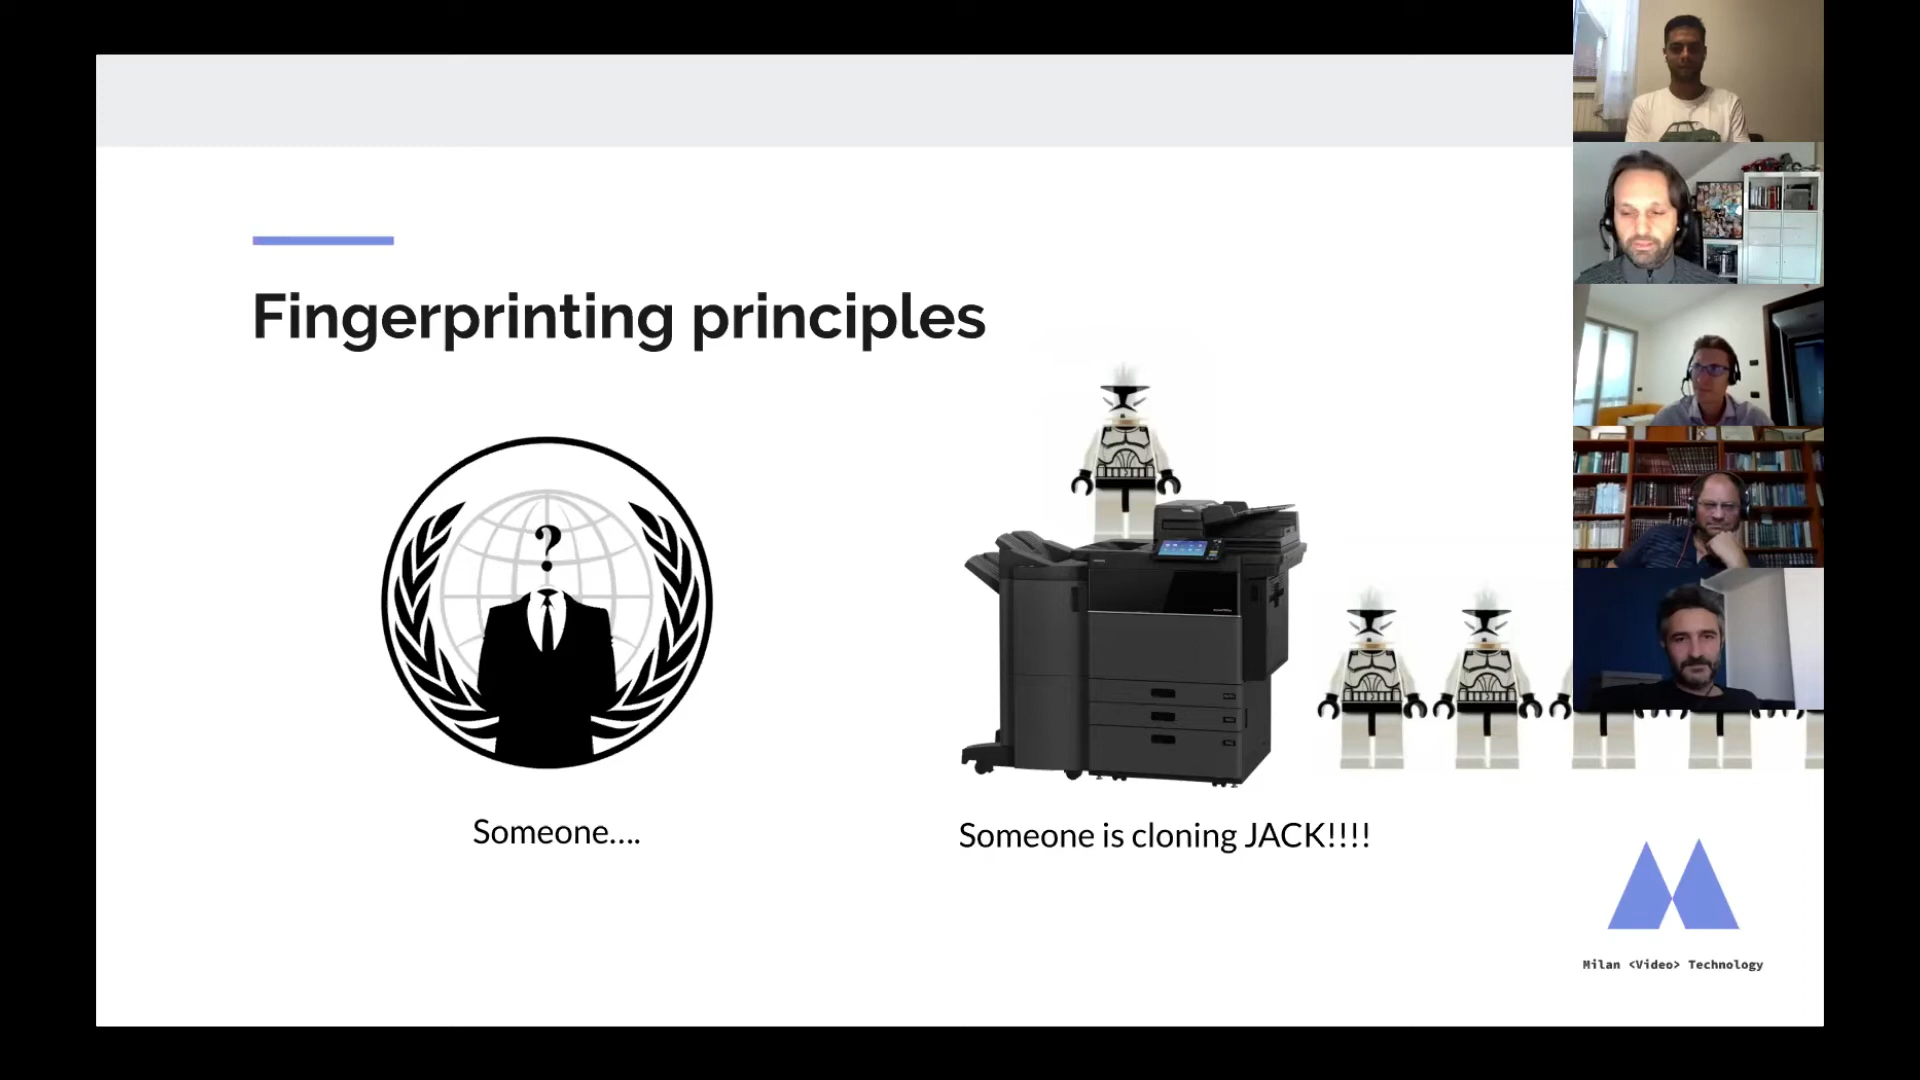 Fingerprinting principles
?
Someone....
Someone is cloning JACK!!!!
Milan <Video> Technology